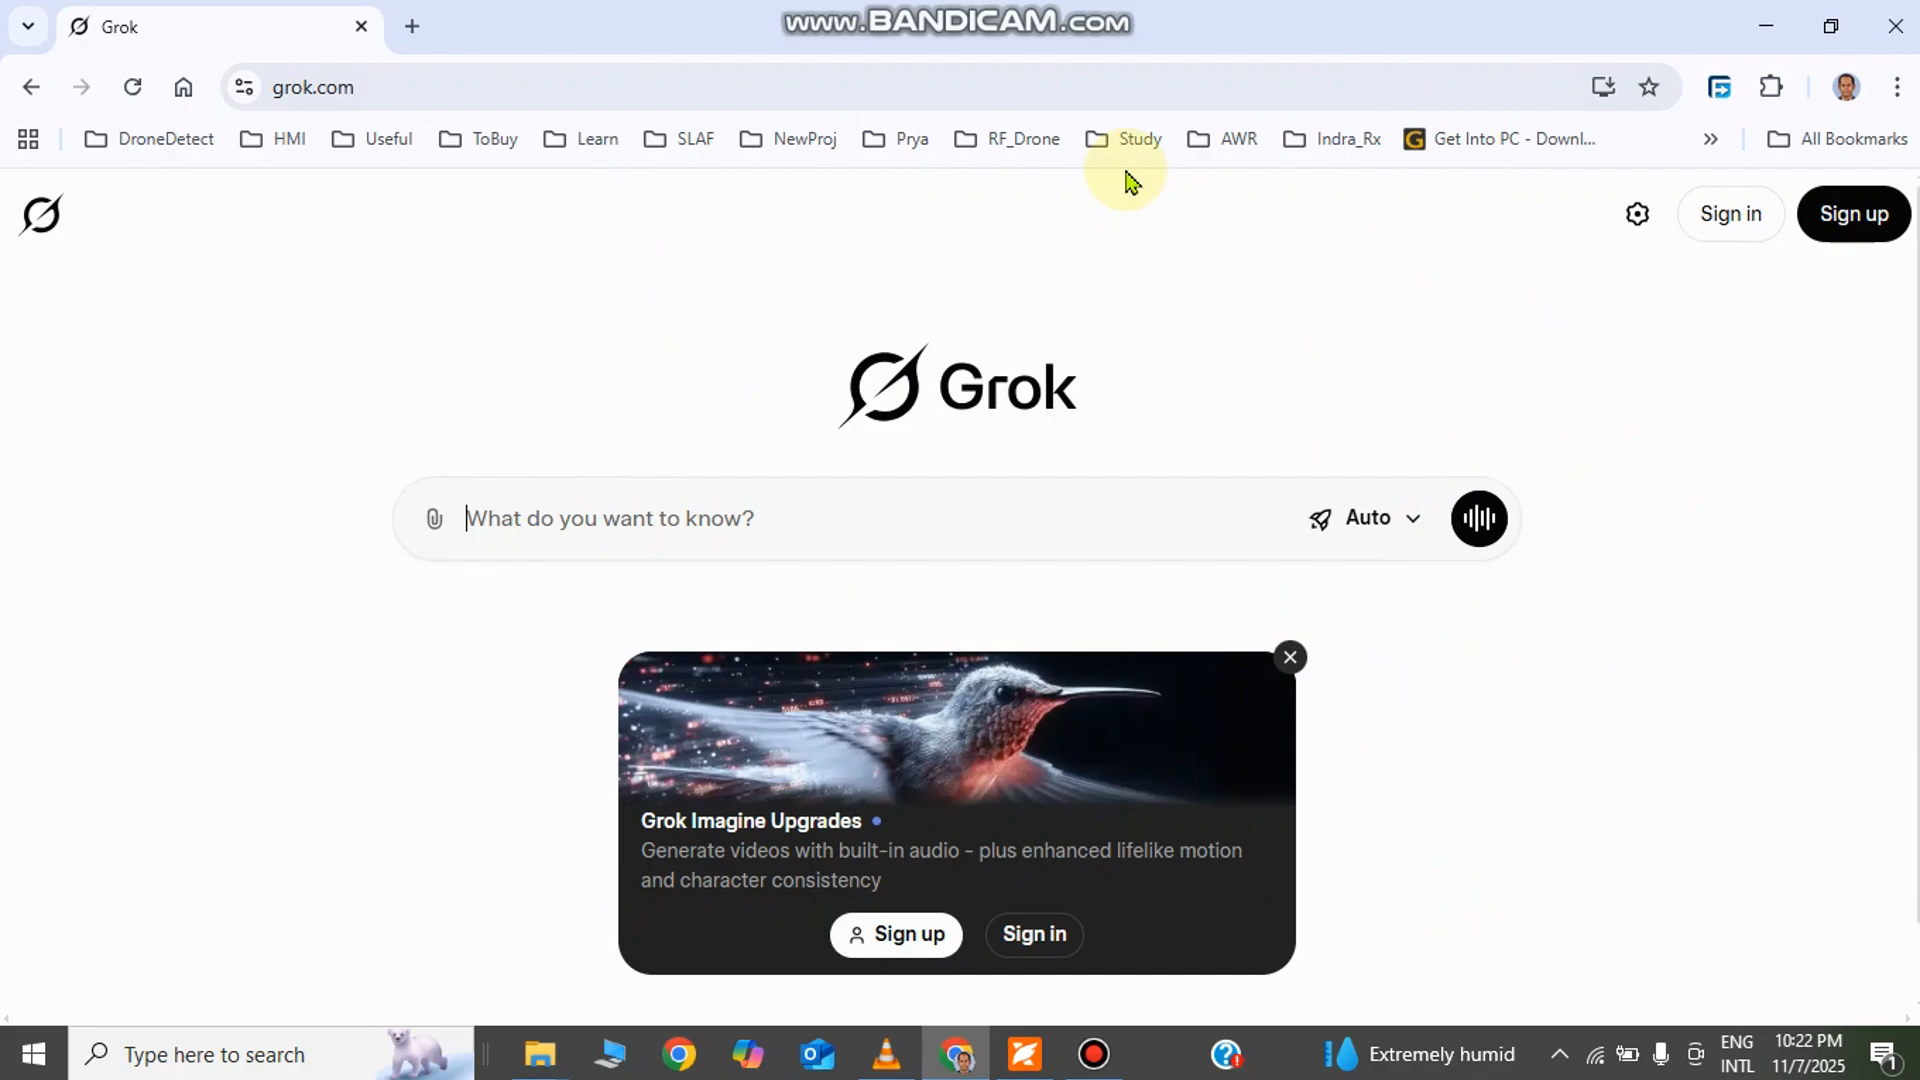 Grok
www.BANDICAM.com
grok.com
DroneDetect HMI Useful ToBuy Learn SLAF NewProj Prya RF_Drone Study AWR Indra_Rx Get Into PC - Downl... All Bookmarks
Sign in Sign up
Grok
What do you want to know? Auto
Grok Imagine Upgrades
Generate videos with built-in audio - plus enhanced lifelike motion
and character consistency
Sign up Sign in
Type here to search
Extremely humid
ENG
INTL
10:22 PM
11/7/2025
1